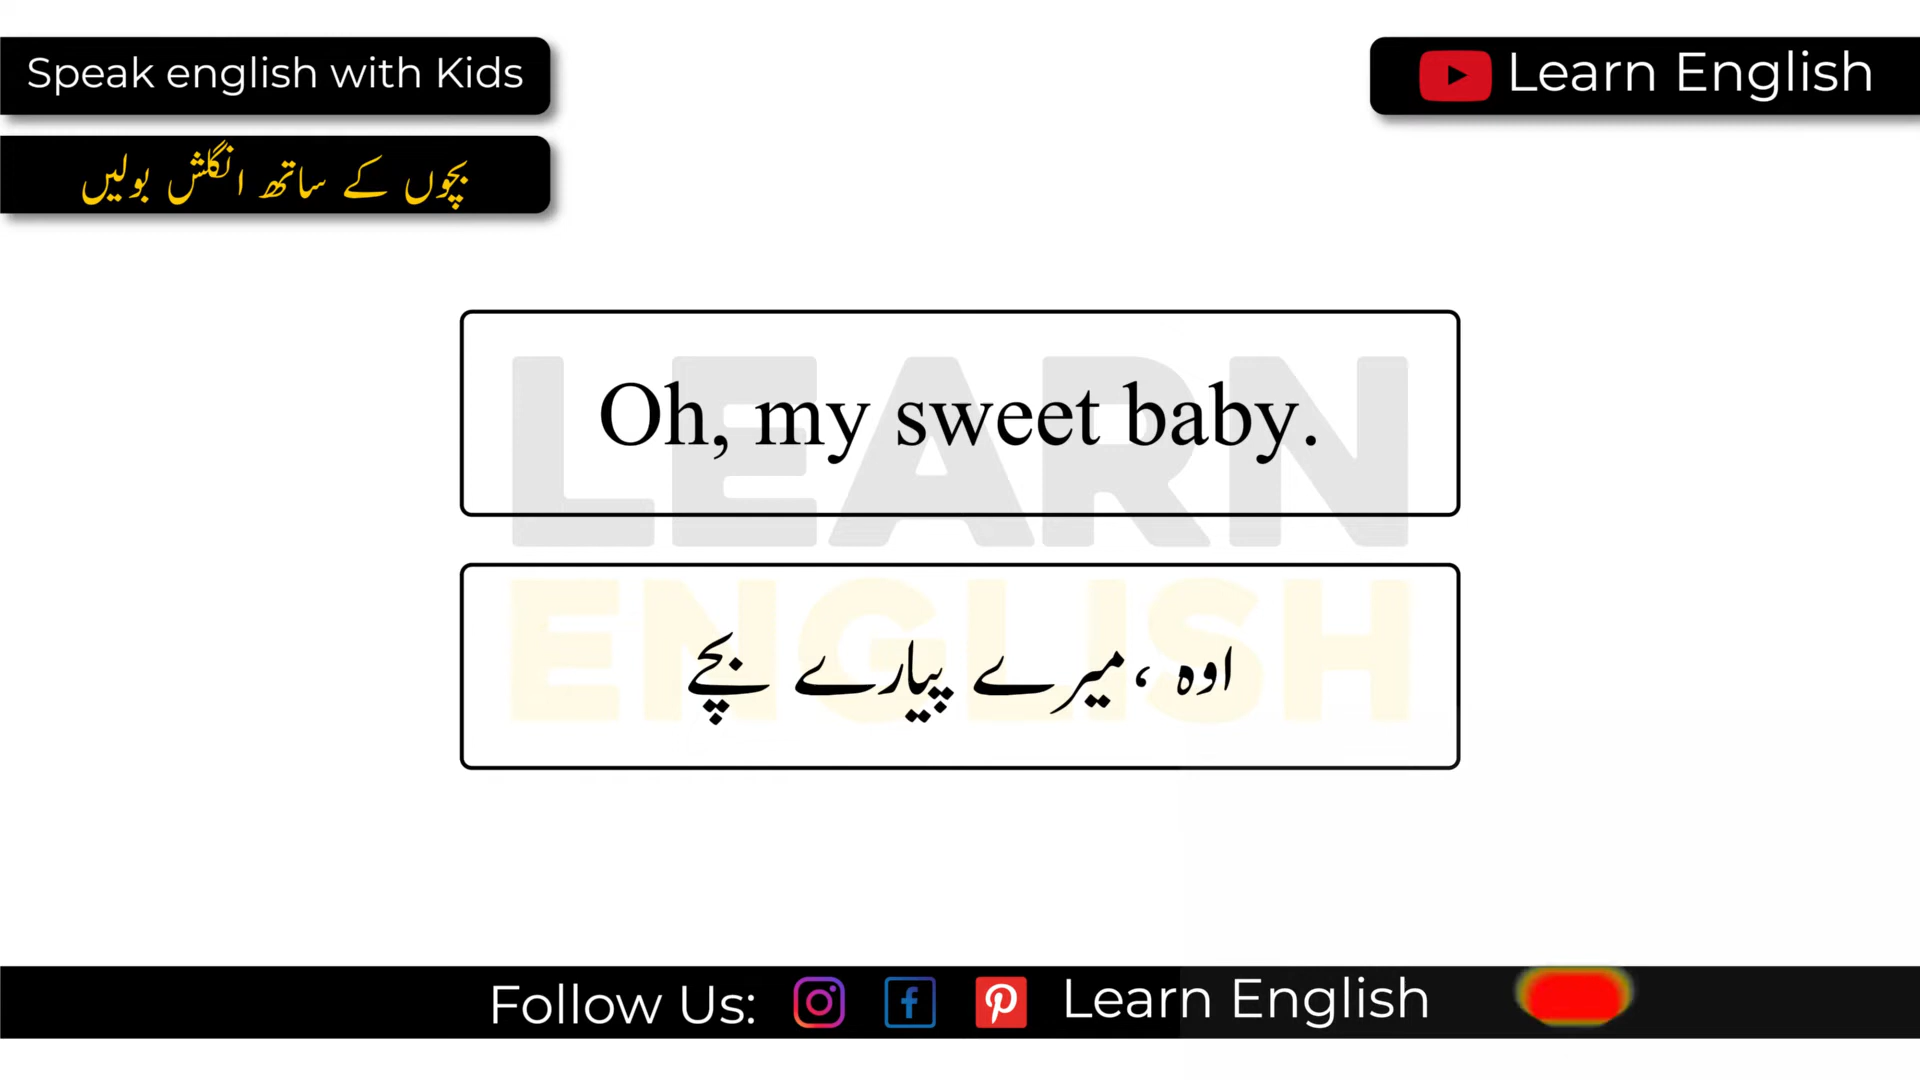 Speak english with Kids
Learn English
بچوں کے ساتھ انگلش بولیں
LEARN
Oh, my sweet baby.
ENGLISH
اوہ ،میرے پیارے بچے
Follow Us: Learn English